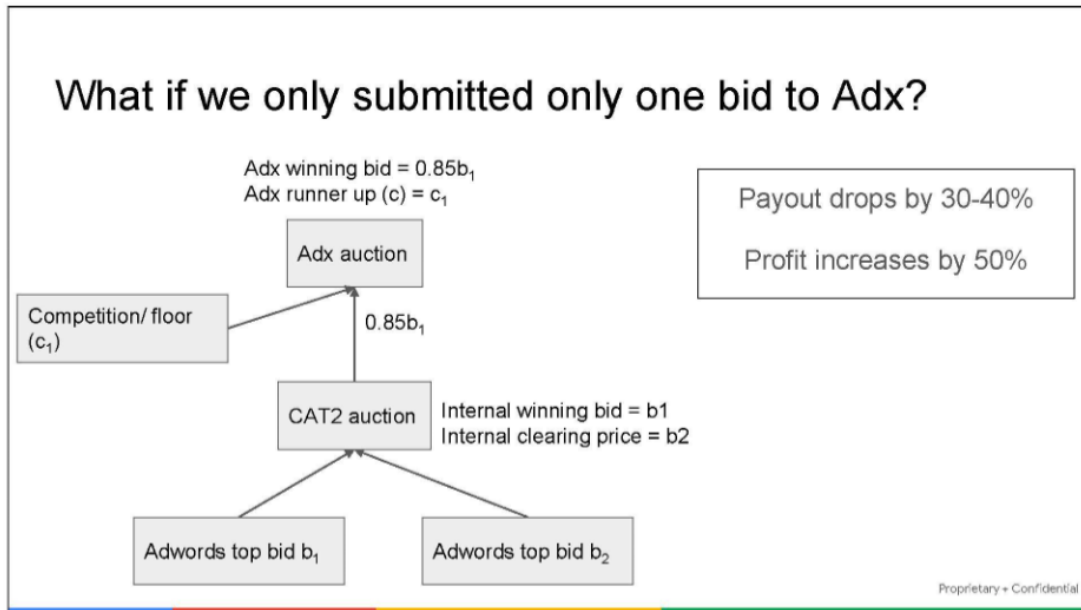 What if we only submitted only one bid to Adx?
Adx winning bid = 0.85b₁
Adx runner up (c) = c₁
Payout drops by 30-40%
Profit increases by 50%
Adx auction
Competition/ floor
(c₁)
0.85b₁
CAT2 auction
Internal winning bid = b1
Internal clearing price = b2
Adwords top bid b₁
Adwords top bid b₂
Proprietary + Confidential